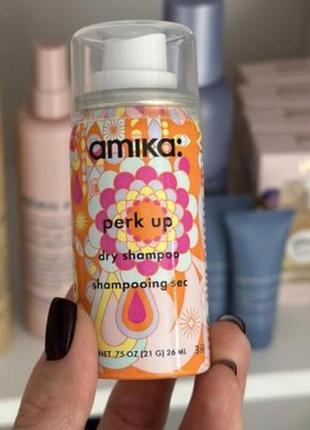 amika:
perk up
dry shampoo
shampooing sec
NET .75 OZ (21 G) 26 ML